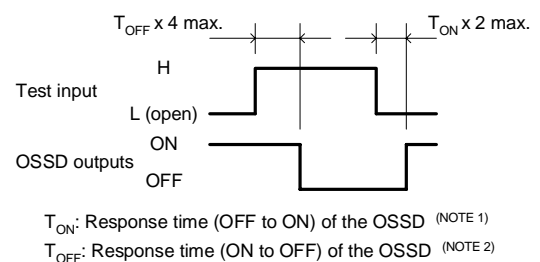 T_OFF x 4 max. T_ON x 2 max.
H
Test input
L (open)
ON
OSSD outputs
OFF
T_ON: Response time (OFF to ON) of the OSSD (NOTE 1)
T_OFF: Response time (ON to OFF) of the OSSD (NOTE 2)